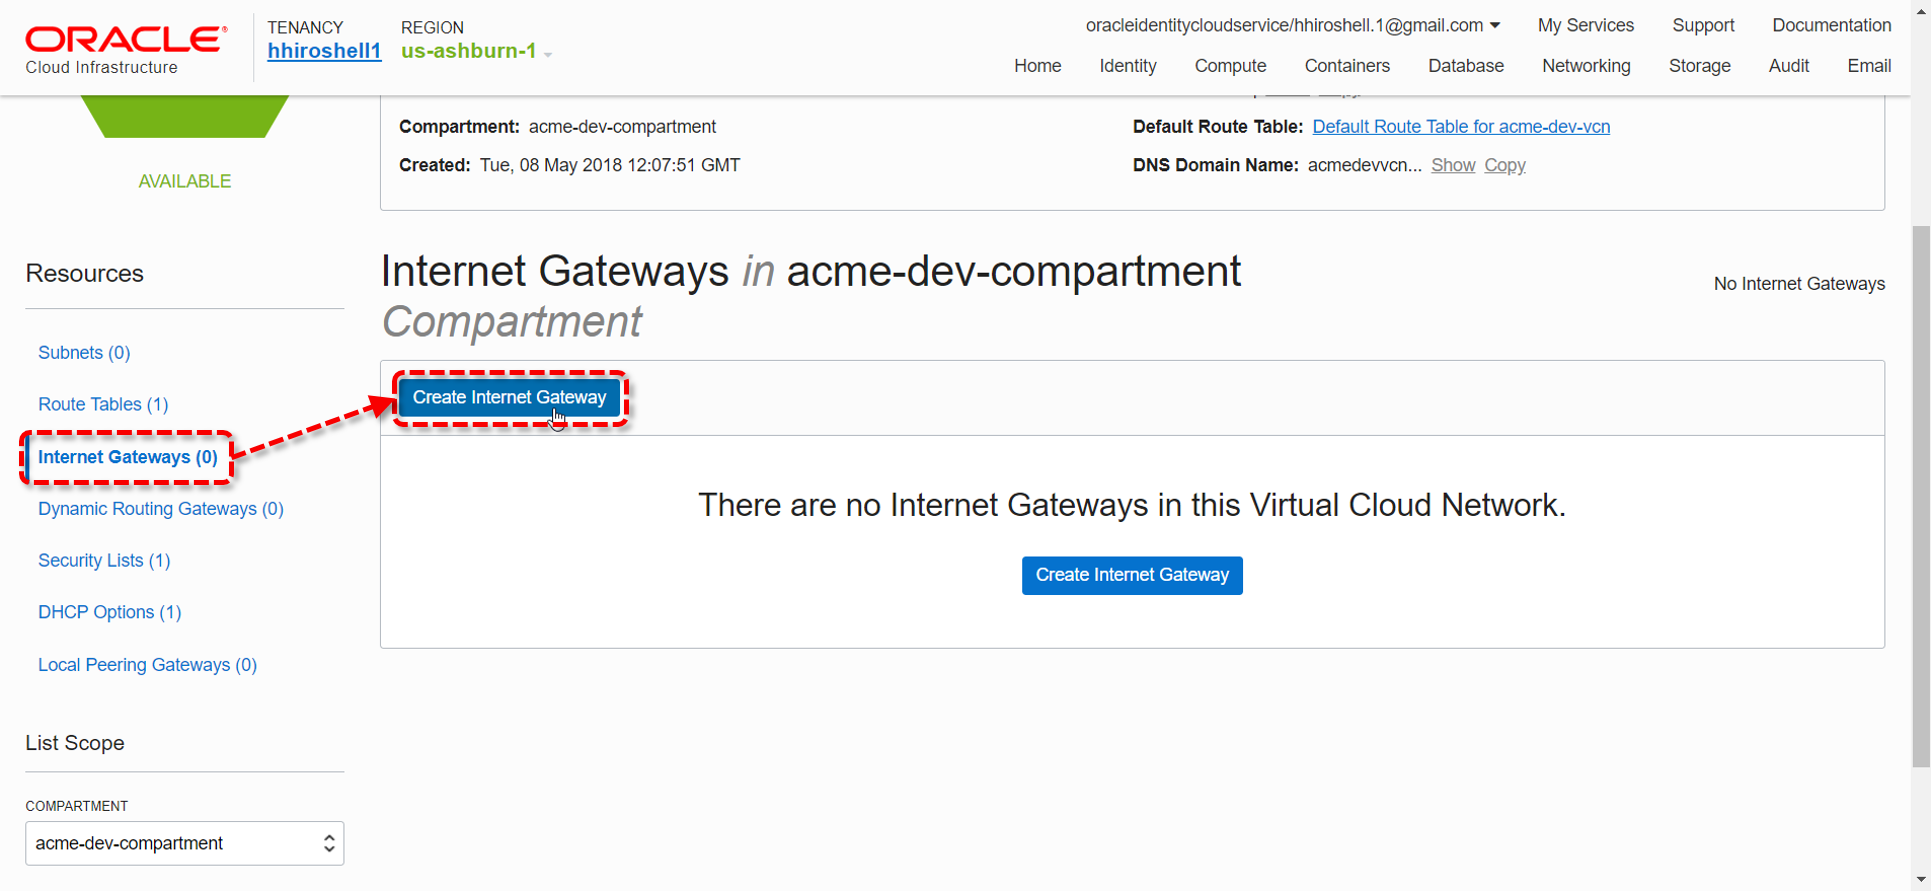 ORACLE
Cloud Infrastructure
TENANCY
hhiroshell1
REGION
us-ashburn-1
oracleidentitycloudservice/hhiroshell.1@gmail.com
My Services
Support
Documentation
Home
Identity
Compute
Containers
Database
Networking
Storage
Audit
Email
AVAILABLE
Compartment: acme-dev-compartment
Created: Tue, 08 May 2018 12:07:51 GMT
Default Route Table: Default Route Table for acme-dev-vcn
DNS Domain Name: acmedevvcn... Show Copy
Resources
Subnets (0)
Route Tables (1)
Internet Gateways (0)
Dynamic Routing Gateways (0)
Security Lists (1)
DHCP Options (1)
Local Peering Gateways (0)
List Scope
COMPARTMENT
acme-dev-compartment
Internet Gateways in acme-dev-compartment
Compartment
No Internet Gateways
Create Internet Gateway
There are no Internet Gateways in this Virtual Cloud Network.
Create Internet Gateway